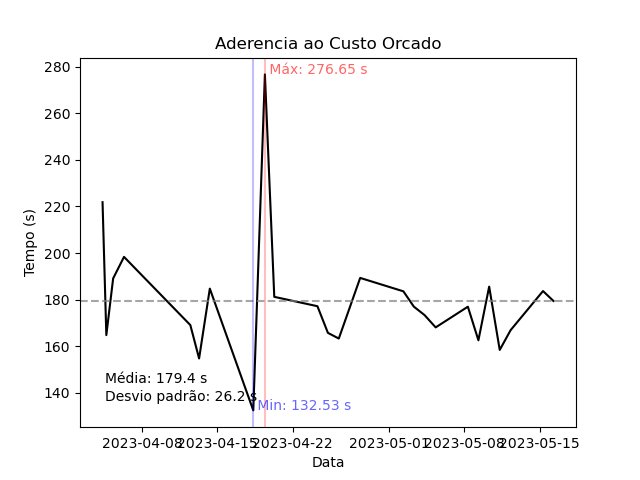 Aderencia ao Custo Orcado
Máx: 276.65 s
280
260
240
220
200
180
160
140
Tempo (s)
Média: 179.4 s
Desvio padrão: 26.2 s
Min: 132.53 s
2023-04-08 2023-04-15 2023-04-22 2023-05-01 2023-05-08 2023-05-15
Data